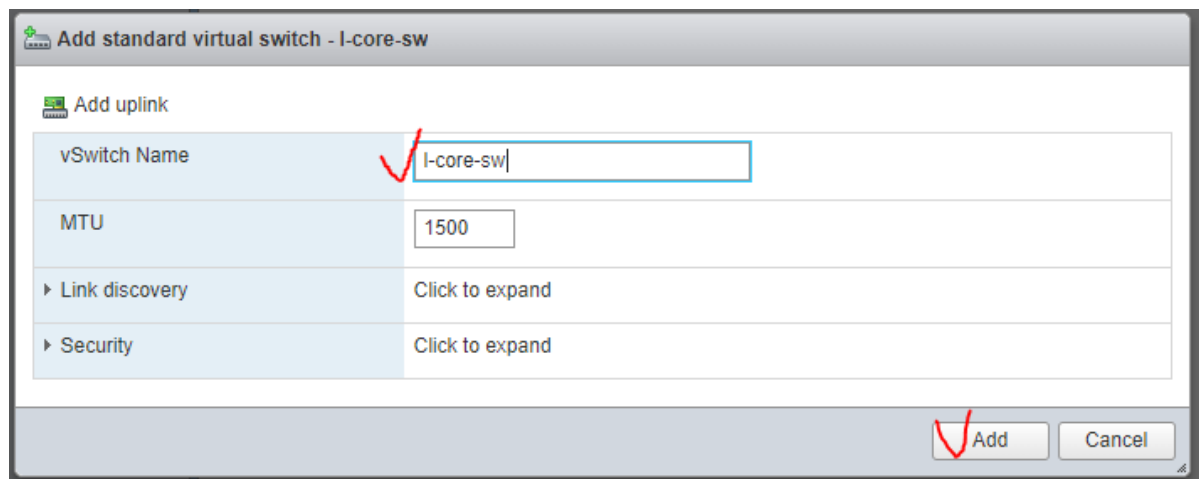 Add standard virtual switch - l-core-sw
Add uplink
vSwitch Name
l-core-sw
MTU
1500
Link discovery
Click to expand
Security
Click to expand
Add
Cancel